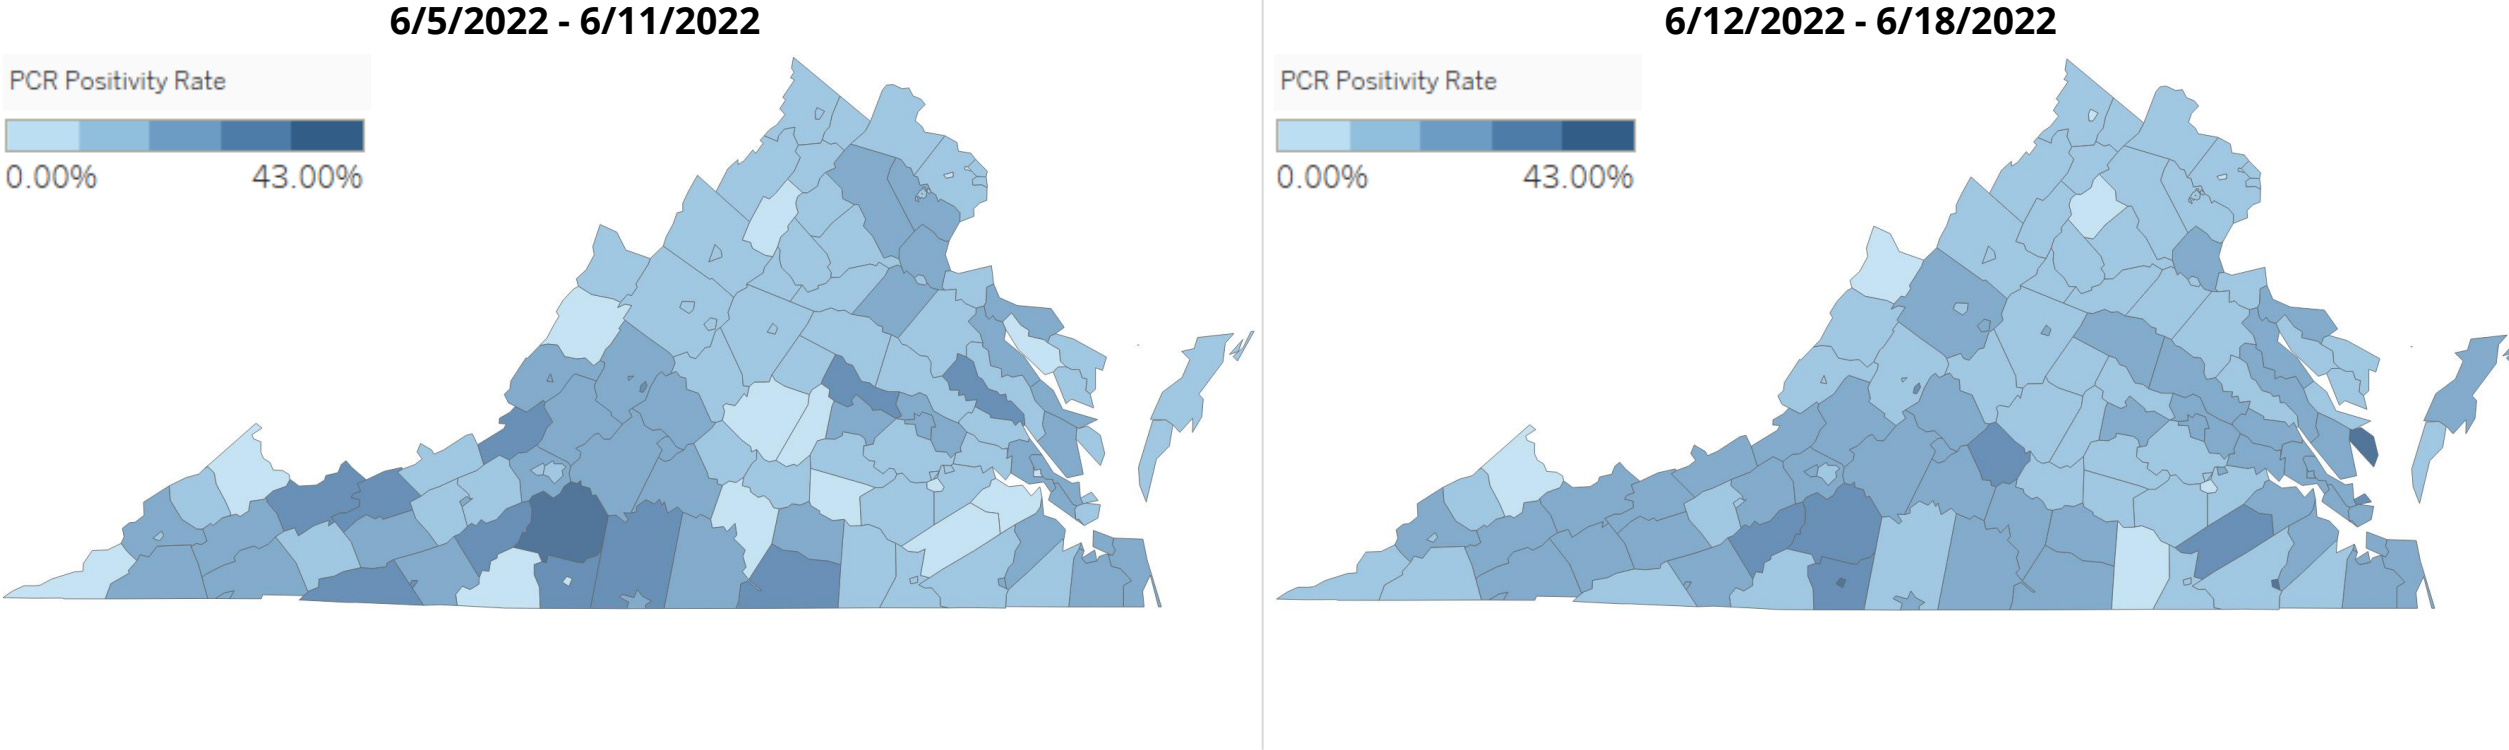 6/5/2022 - 6/11/2022
PCR Positivity Rate
0.00% 43.00%
6/12/2022 - 6/18/2022
PCR Positivity Rate
0.00% 43.00%